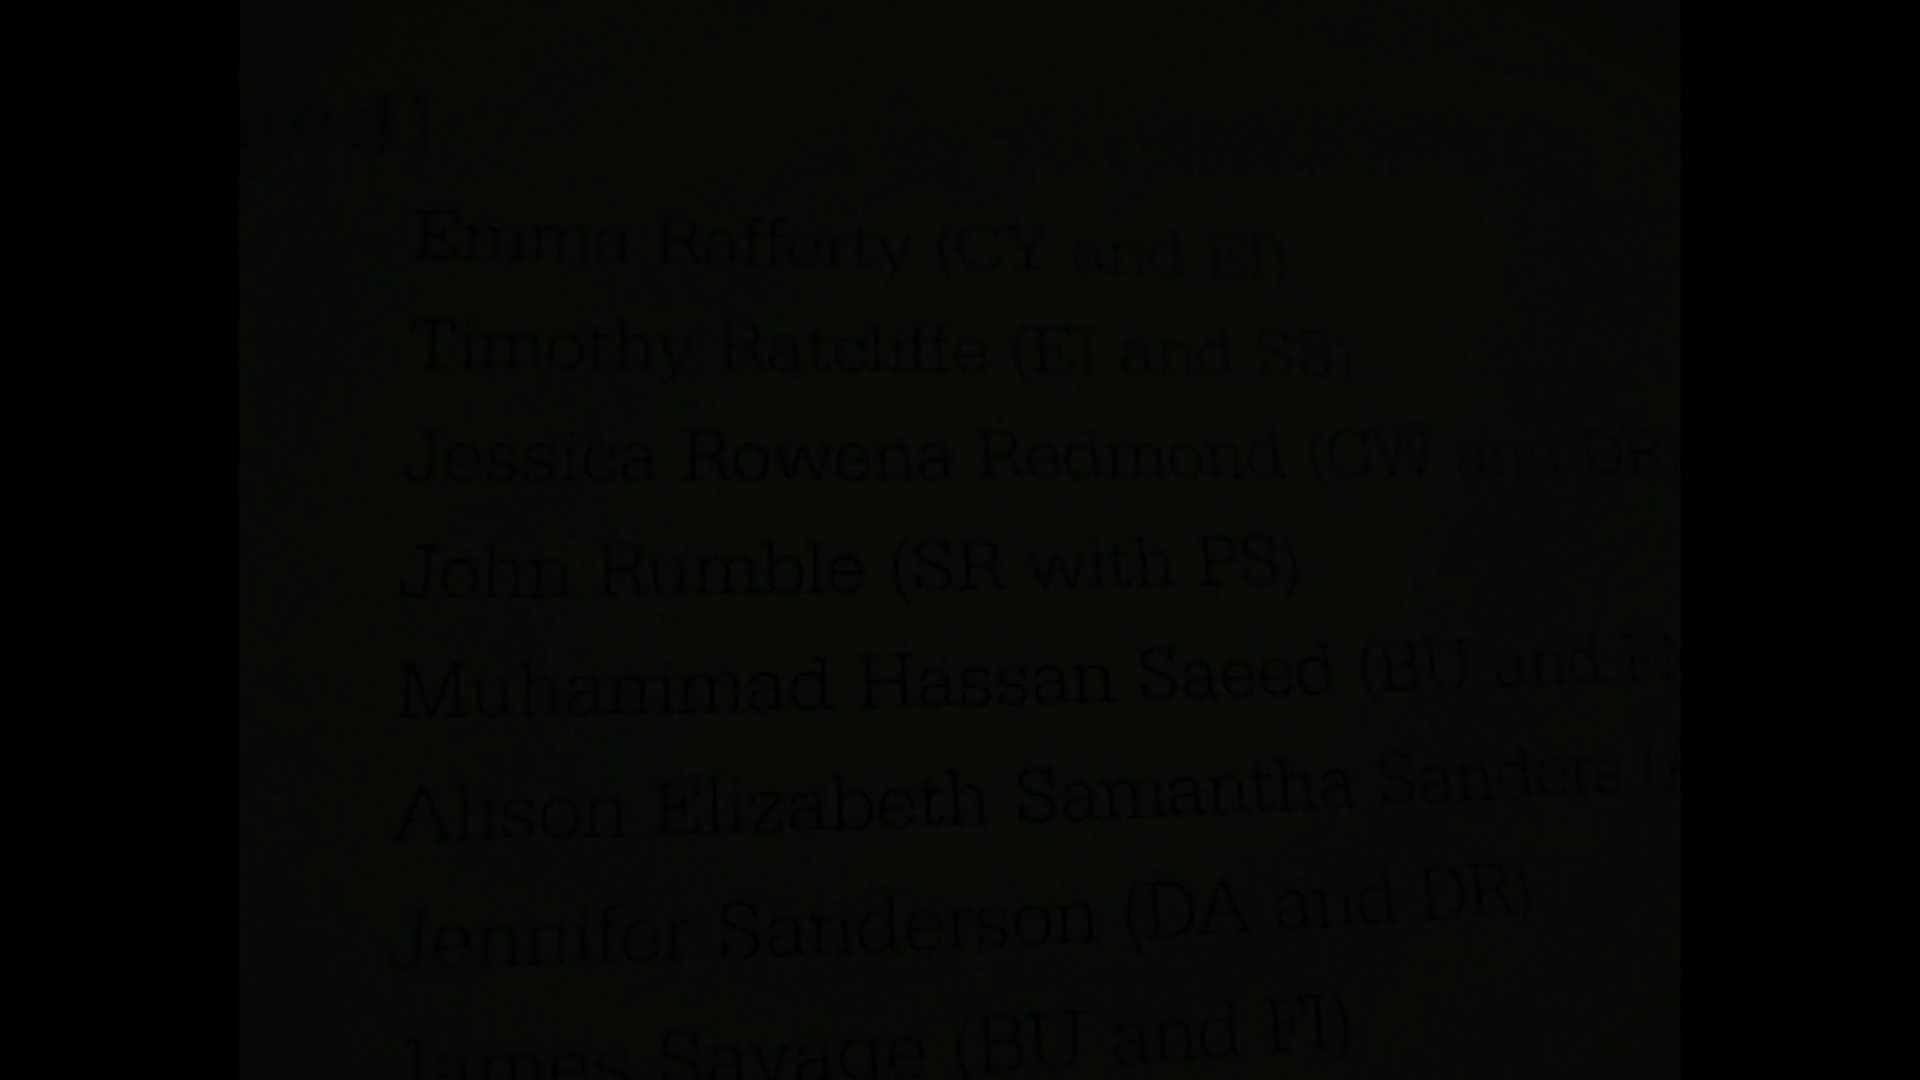 Emma Rafferty (CY and EI)
Timothy Ratcliffe (EI and SS)
Jessica Rowena Redmond (CW and DR)
John Rumble (SR with PS)
Muhammad Hassan Saeed (BU and
Alison Elizabeth Samantha Sanders
Jennifer Sanderson (DA and DR)
James Savage (BU and FI)